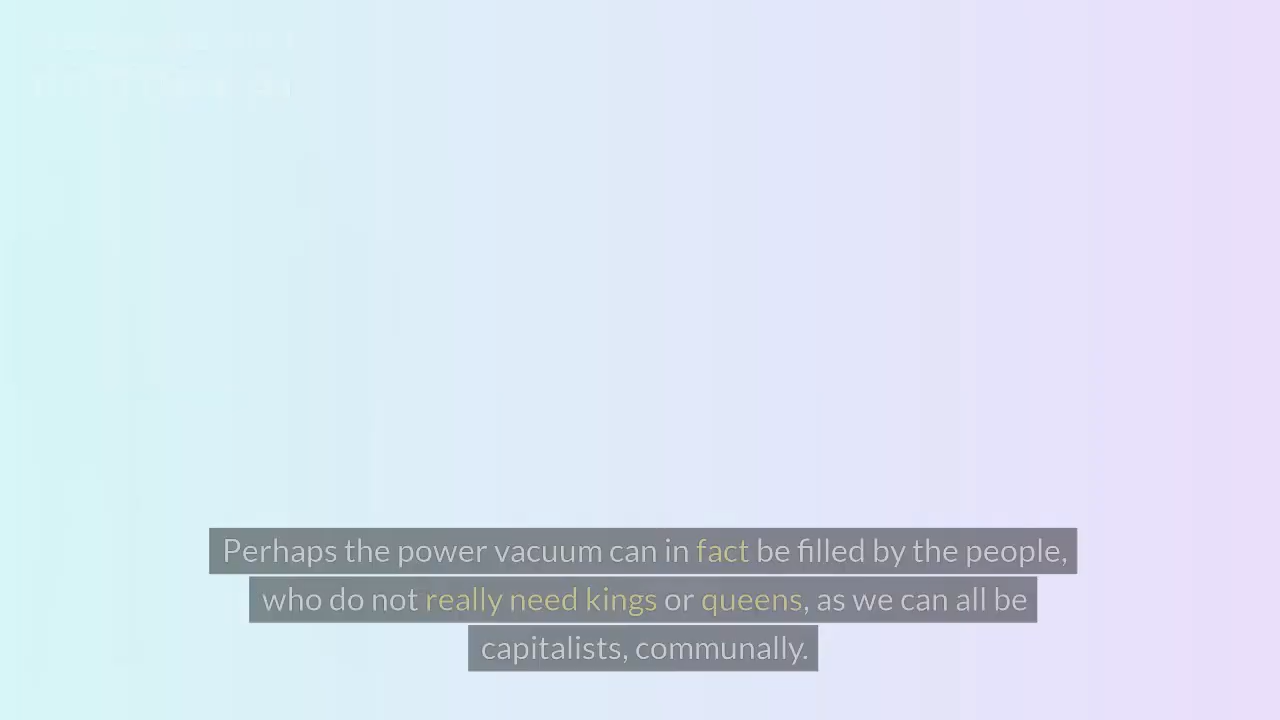 Perhaps the power vacuum can in fact be filled by the people,
who do not really need kings or queens, as we can all be
capitalists, communally.